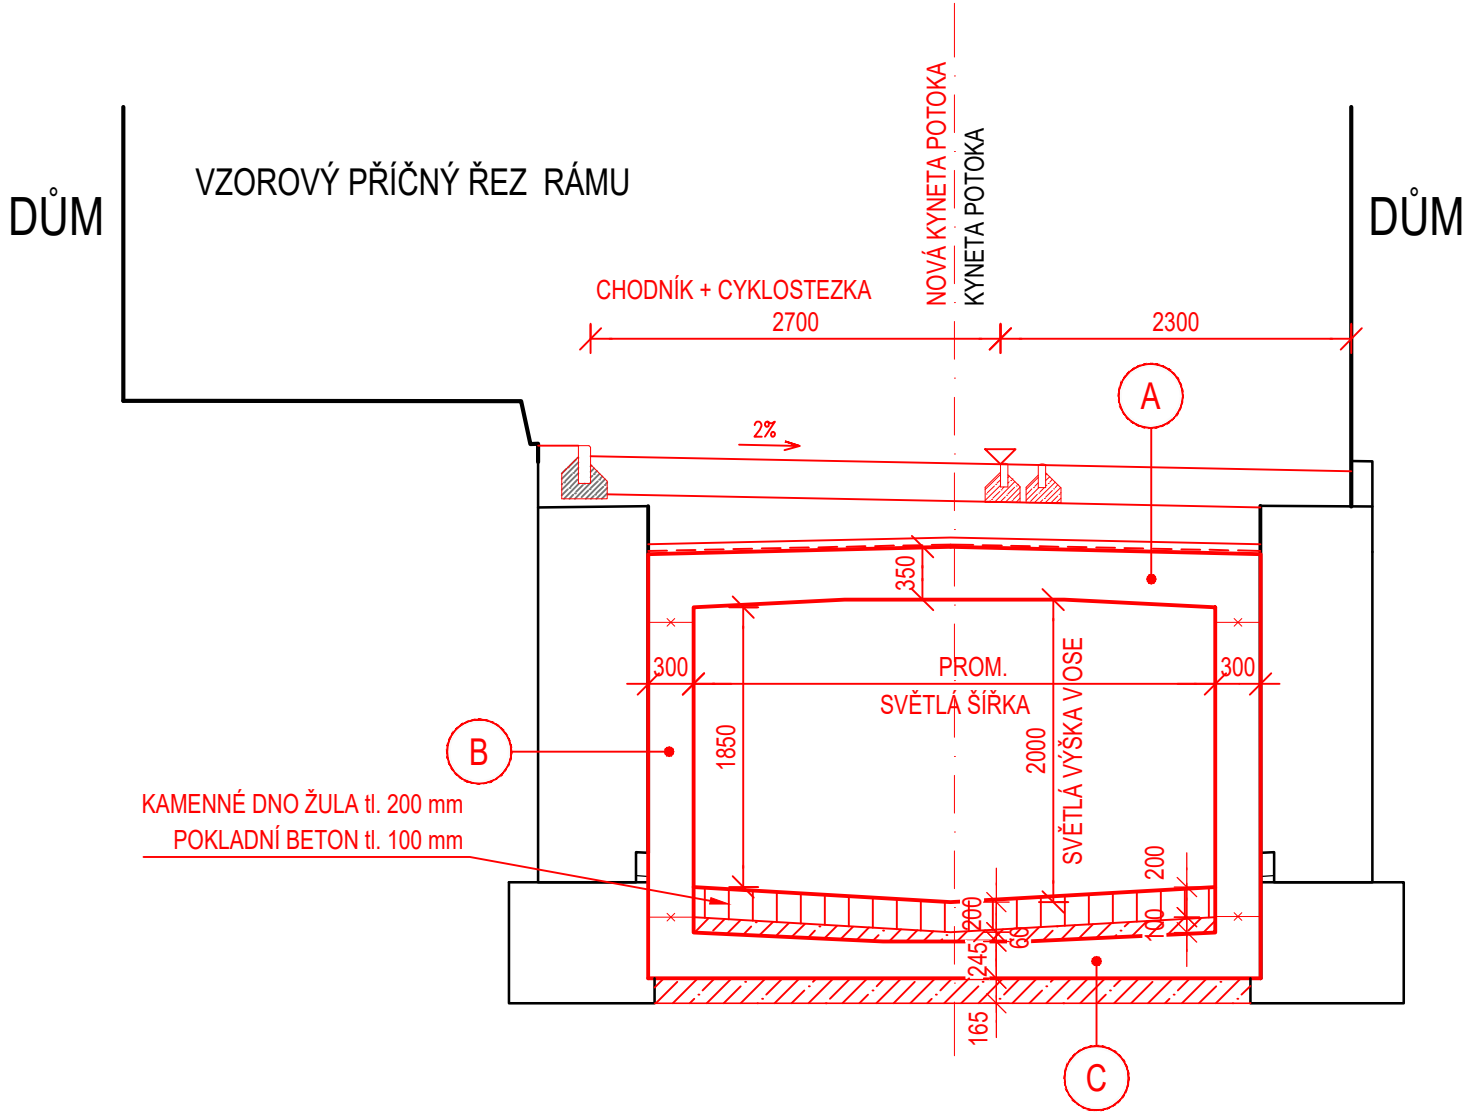 NOVÁ KYNETA POTOKA
KYNETA POTOKA
VZOROVÝ PŘÍČNÝ ŘEZ RÁMU
DŮM
DŮM
CHODNÍK + CYKLOSTEZKA
2700
2300
A
2%
350
300
PROM.
300
SVĚTLÁ ŠÍŘKA
1850
2000
SVĚTLÁ VÝŠKA V OSE
B
KAMENNÉ DNO ŽULA tl. 200 mm
POKLADNÍ BETON tl. 100 mm
200
200
100
60
245
165
C